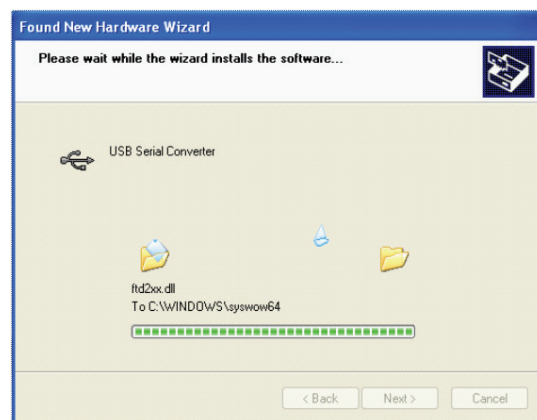 Found New Hardware Wizard
Please wait while the wizard installs the software...
USB Serial Converter
ftd2xx.dll
To C:\WINDOWS\syswow64
< Back Next > Cancel